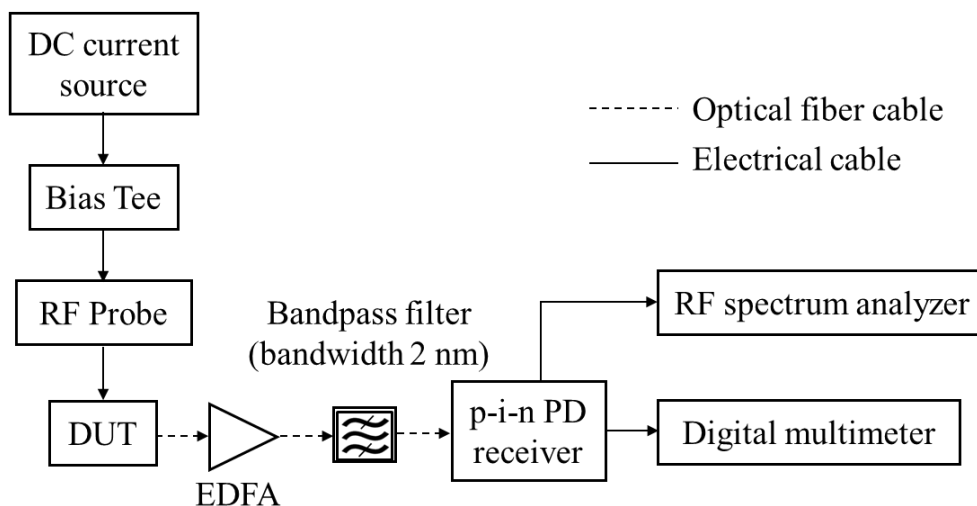 DC current
source
Optical fiber cable
Electrical cable
Bias Tee
RF Probe
Bandpass filter
(bandwidth 2 nm)
RF spectrum analyzer
DUT
EDFA
p-i-n PD
receiver
Digital multimeter